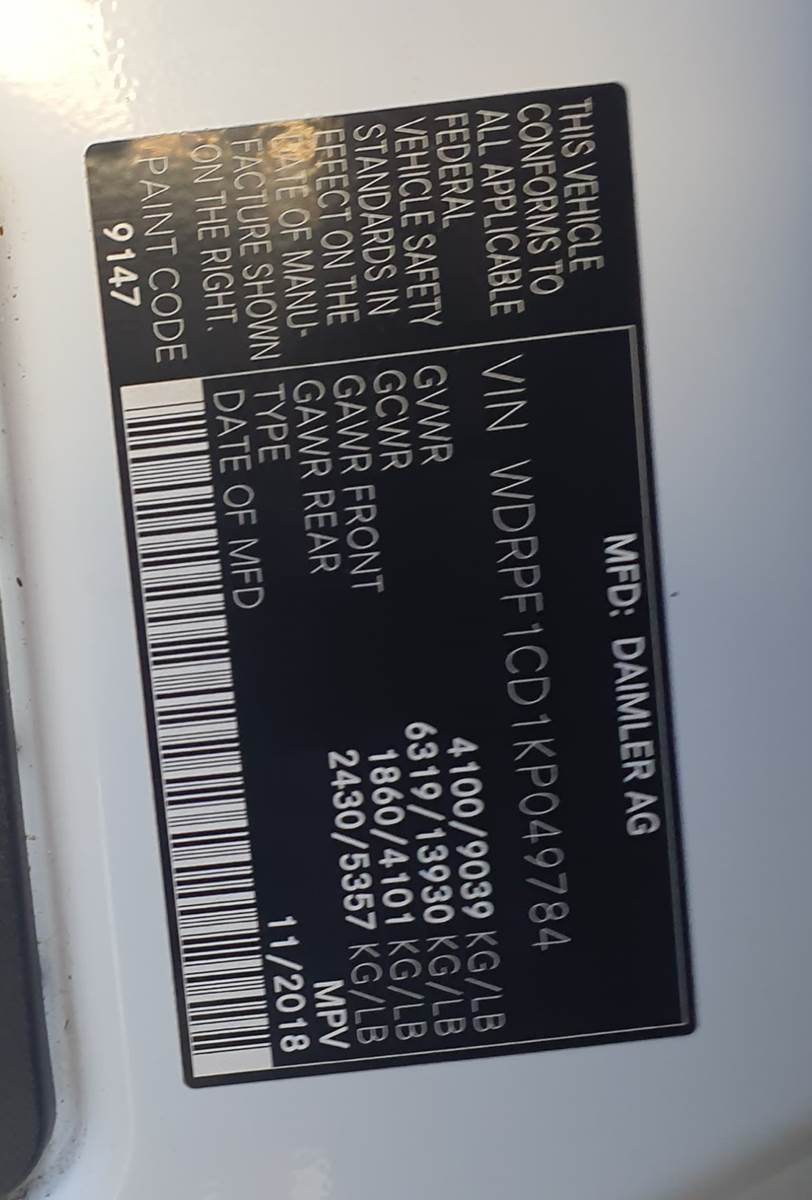 MFD: DAIMLER AG
THIS VEHICLE
CONFORMS TO
ALL APPLICABLE
FEDERAL
VEHICLE SAFETY
STANDARDS IN
EFFECT ON THE
DATE OF MANU-
FACTURE SHOWN
ON THE RIGHT.
PAINT CODE
9147
VIN WDRPF1CD1KP049784
GVWR 4100/9039 KG/LB
GCWR 6319/13930 KG/LB
GAWR FRONT 1860/4101 KG/LB
GAWR REAR 2430/5357 KG/LB
TYPE MPV
DATE OF MFD 11/2018